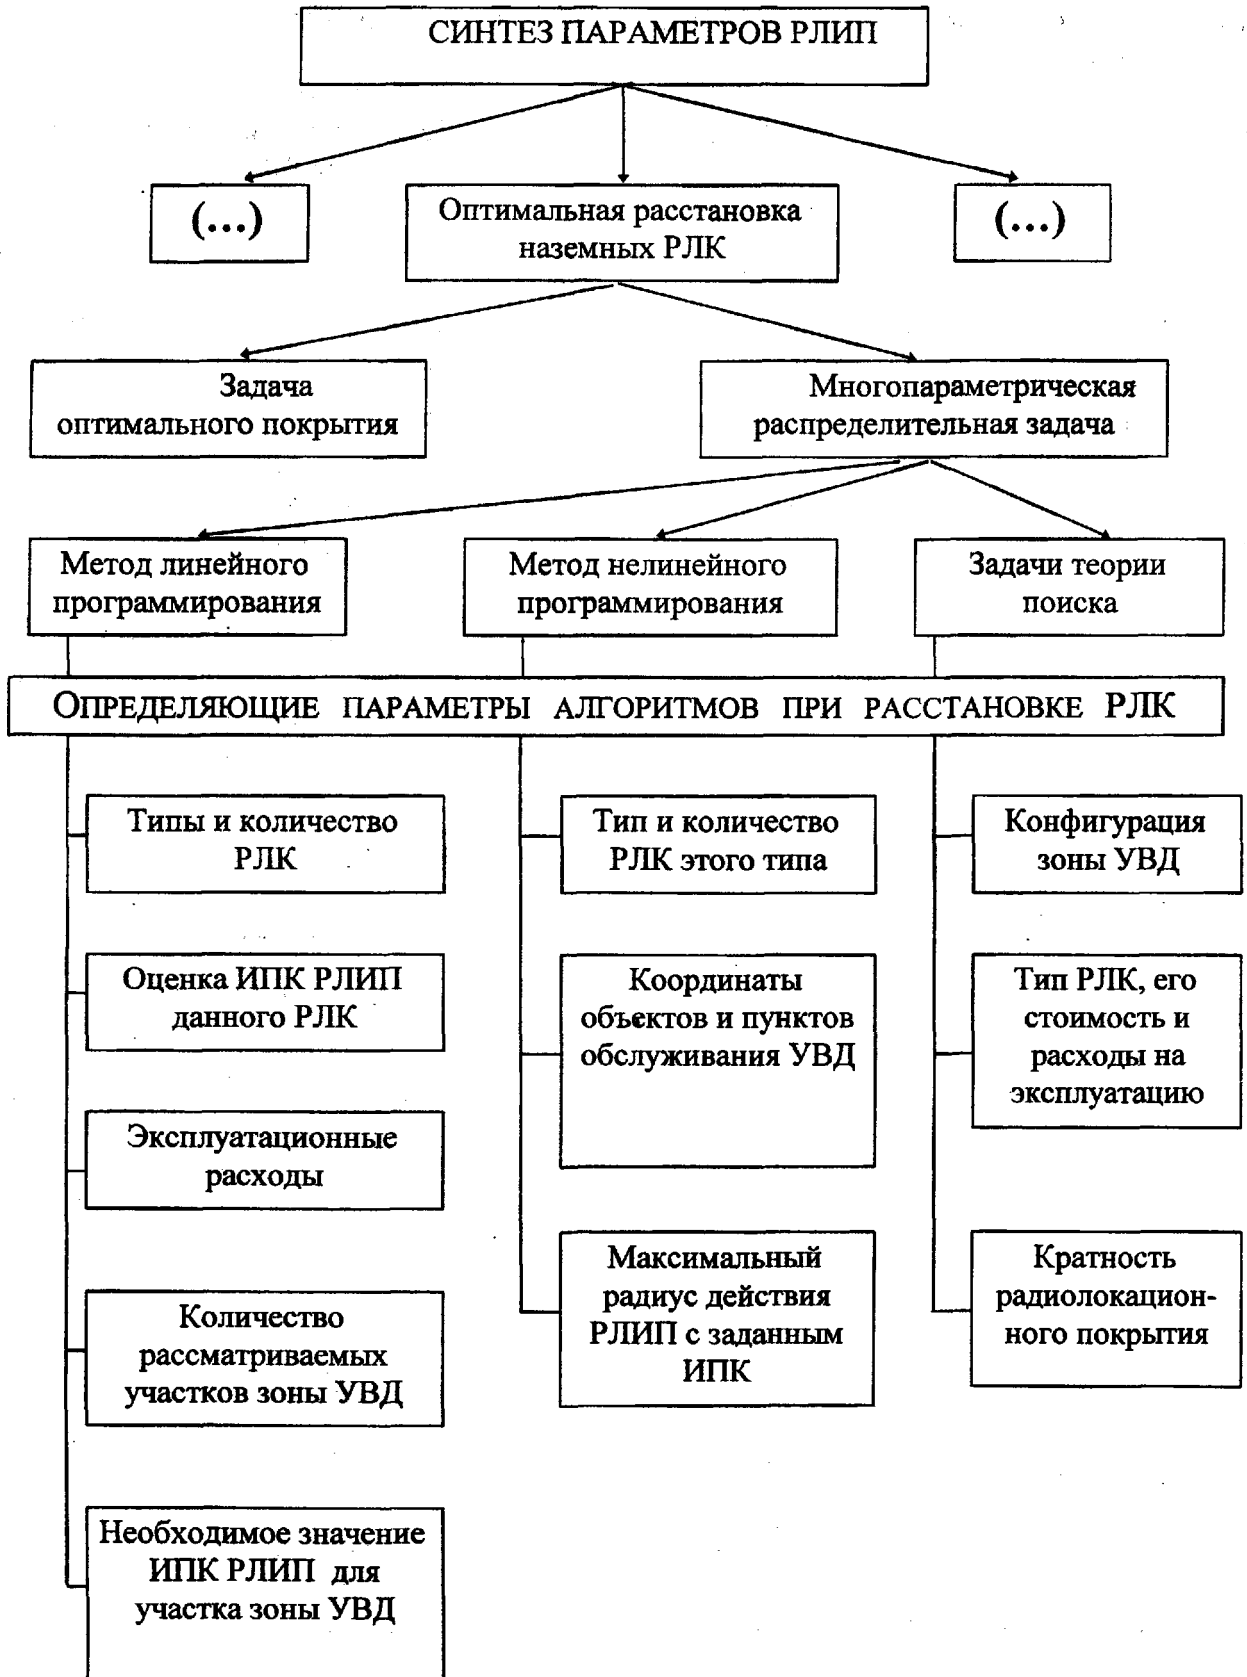 СИНТЕЗ ПАРАМЕТРОВ РЛИП
(...)
Оптимальная расстановка
наземных РЛК
(...)
Задача
оптимального покрытия
Многопараметрическая
распределительная задача
Метод линейного
программирования
Метод нелинейного
программирования
Задачи теории
поиска
ОПРЕДЕЛЯЮЩИЕ ПАРАМЕТРЫ АЛГОРИТМОВ ПРИ РАССТАНОВКЕ РЛК
Типы и количество
РЛК
Оценка ИПК РЛИП
данного РЛК
Эксплуатационные
расходы
Количество
рассматриваемых
участков зоны УВД
Необходимое значение
ИПК РЛИП для
участка зоны УВД
Тип и количество
РЛК этого типа
Координаты
объектов и пунктов
обслуживания УВД
Максимальный
радиус действия
РЛИП с заданным
ИПК
Конфигурация
зоны УВД
Тип РЛК, его
стоимость и
расходы на
эксплуатацию
Кратность
радиолокацион-
ного покрытия